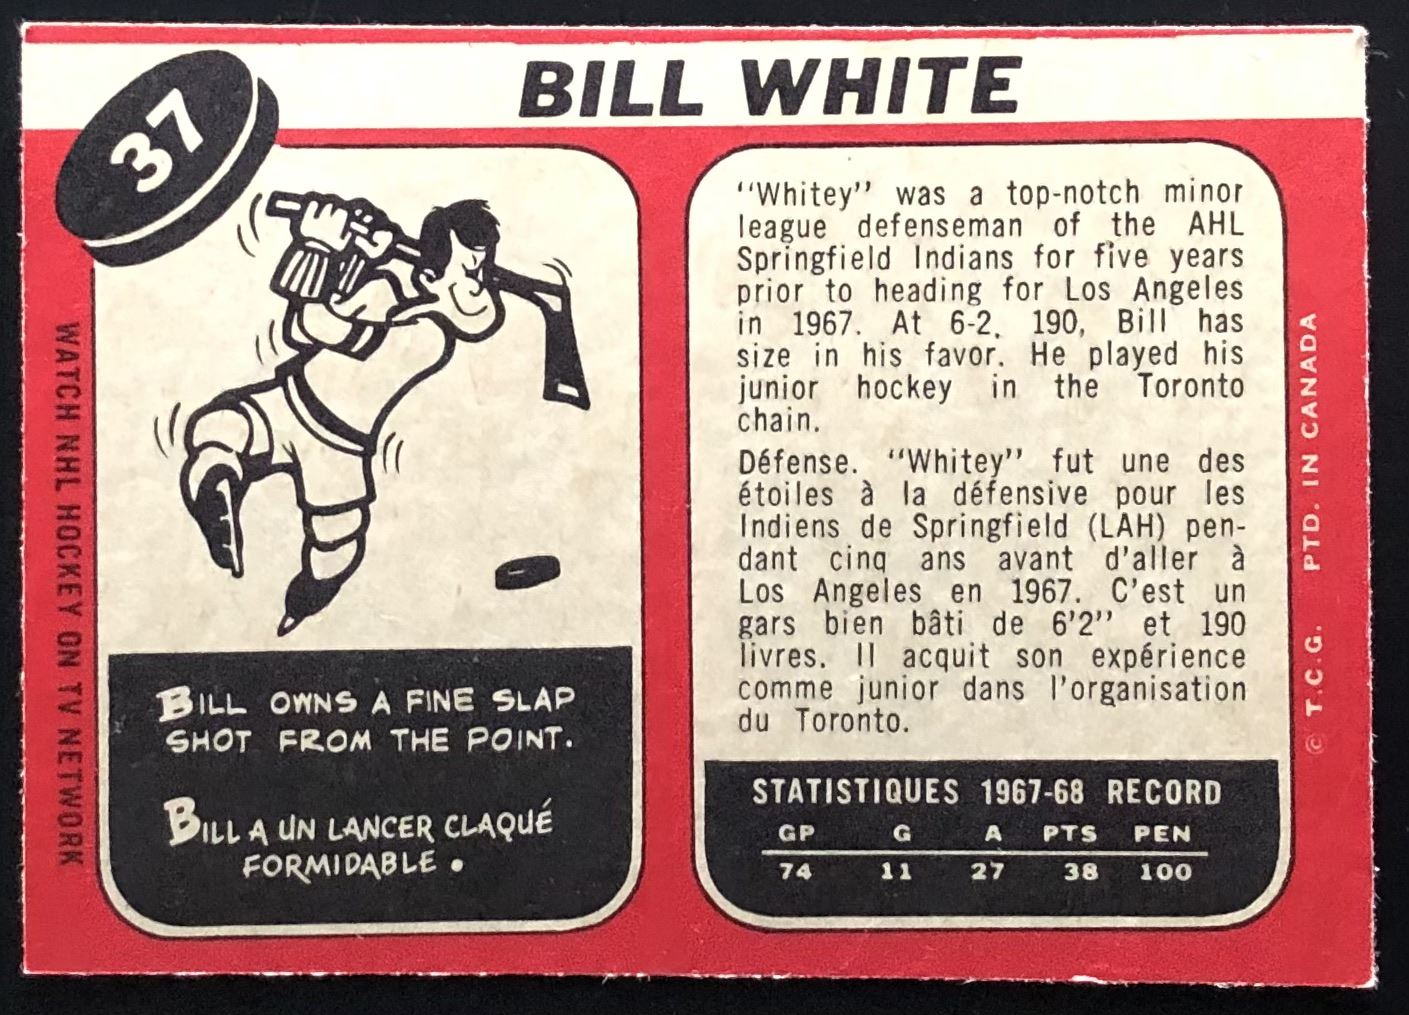 37
BILL WHITE
WATCH NHL HOCKEY ON TV NETWORK
BILL OWNS A FINE SLAP
SHOT FROM THE POINT.
BILL A UN LANCER CLAQUÉ
FORMIDABLE.
"Whitey" was a top-notch minor
league defenseman of the AHL
Springfield Indians for five years
prior to heading for Los Angeles
in 1967. At 6-2, 190, Bill has
size in his favor. He played his
junior hockey in the Toronto
chain.
Défense. "Whitey" fut une des
étoiles à la défensive pour les
Indiens de Springfield (LAH) pen-
dant cinq ans avant d'aller à
Los Angeles en 1967. C'est un
gars bien bâti de 6'2" et 190
livres. Il acquit son expérience
comme junior dans l'organisation
du Toronto.
STATISTIQUES 1967-68 RECORD
GP G A PTS PEN
74 11 27 38 100
© T.C.G. PTD. IN CANADA